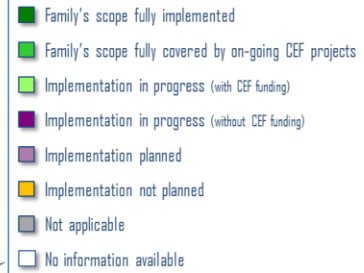 Family's scope fully implemented
Family's scope fully covered by on-going CEF projects
Implementation in progress (with CEF funding)
Implementation in progress (without CEF funding)
Implementation planned
Implementation not planned
Not applicable
No information available